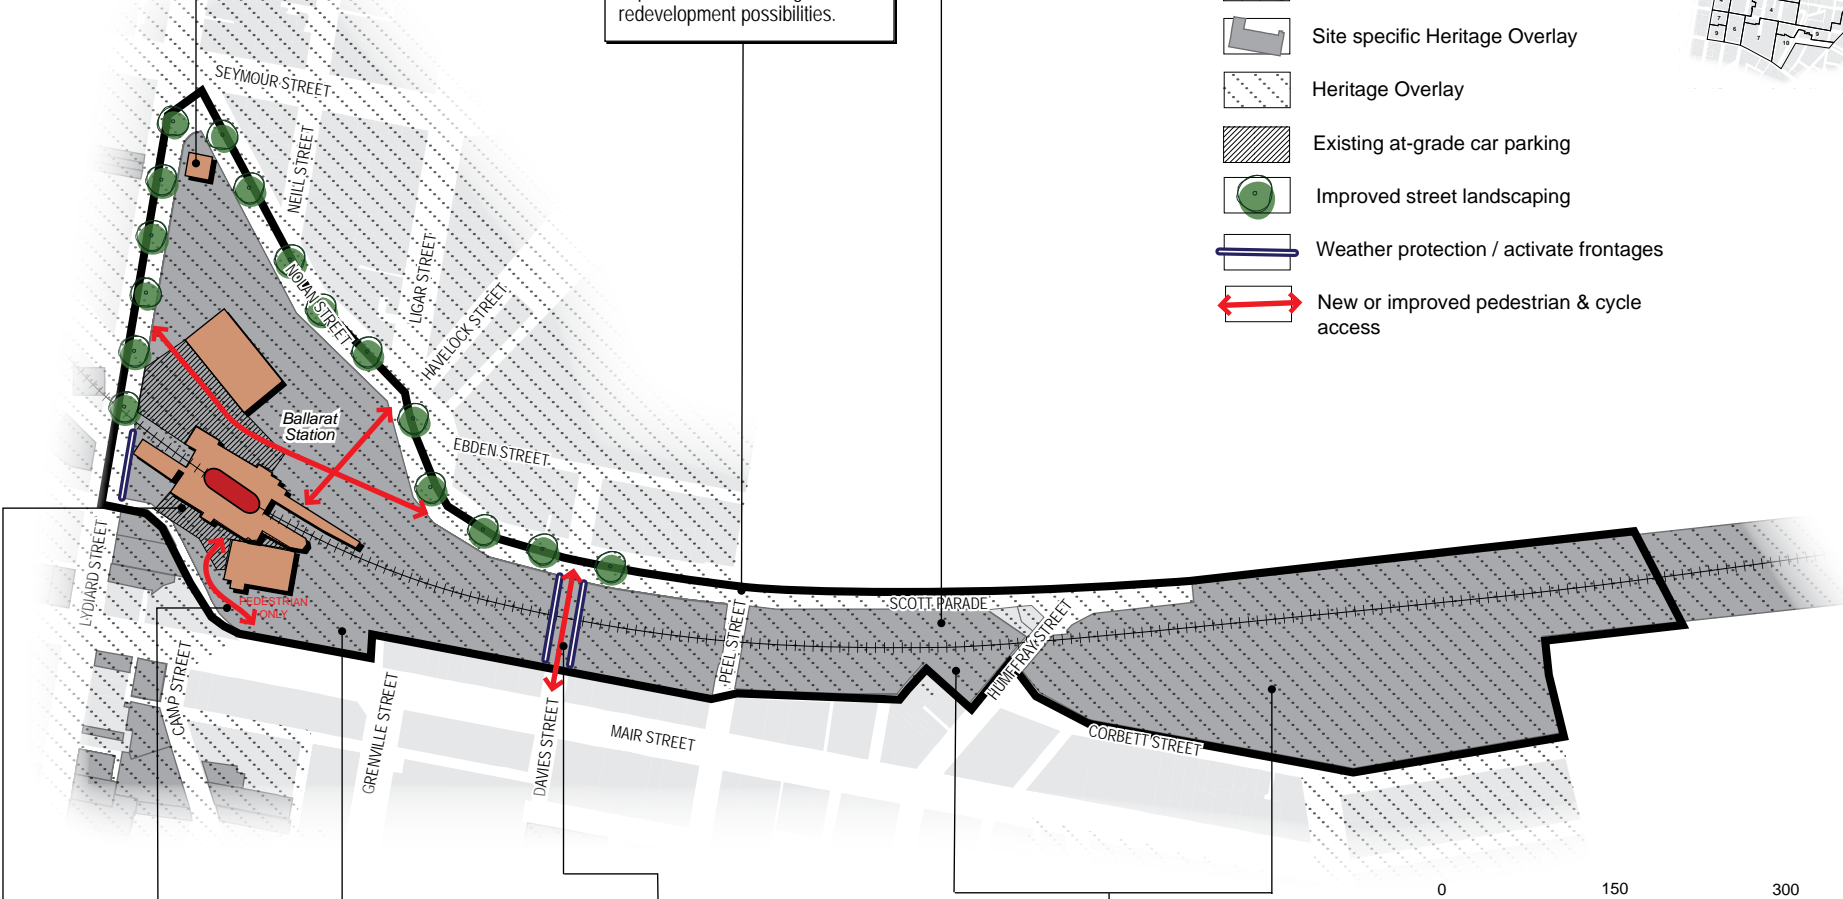 redevelopment possibilities.
Site specific Heritage Overlay
Heritage Overlay
Existing at-grade car parking
Improved street landscaping
Weather protection / activate frontages
New or improved pedestrian & cycle
access
SEYMOUR STREET
NEILL STREET
NOLAN STREET
LIGAR STREET
HAVELOCK STREET
Ballarat
Station
EBDEN STREET
LYDIARD STREET
PEDESTRIAN
ONLY
CAMP STREET
GRENVILLE STREET
DAVIES STREET
MAIR STREET
PEEL STREET
SCOTT PARADE
HUMFFRAY STREET
CORBETT STREET
0
150
300